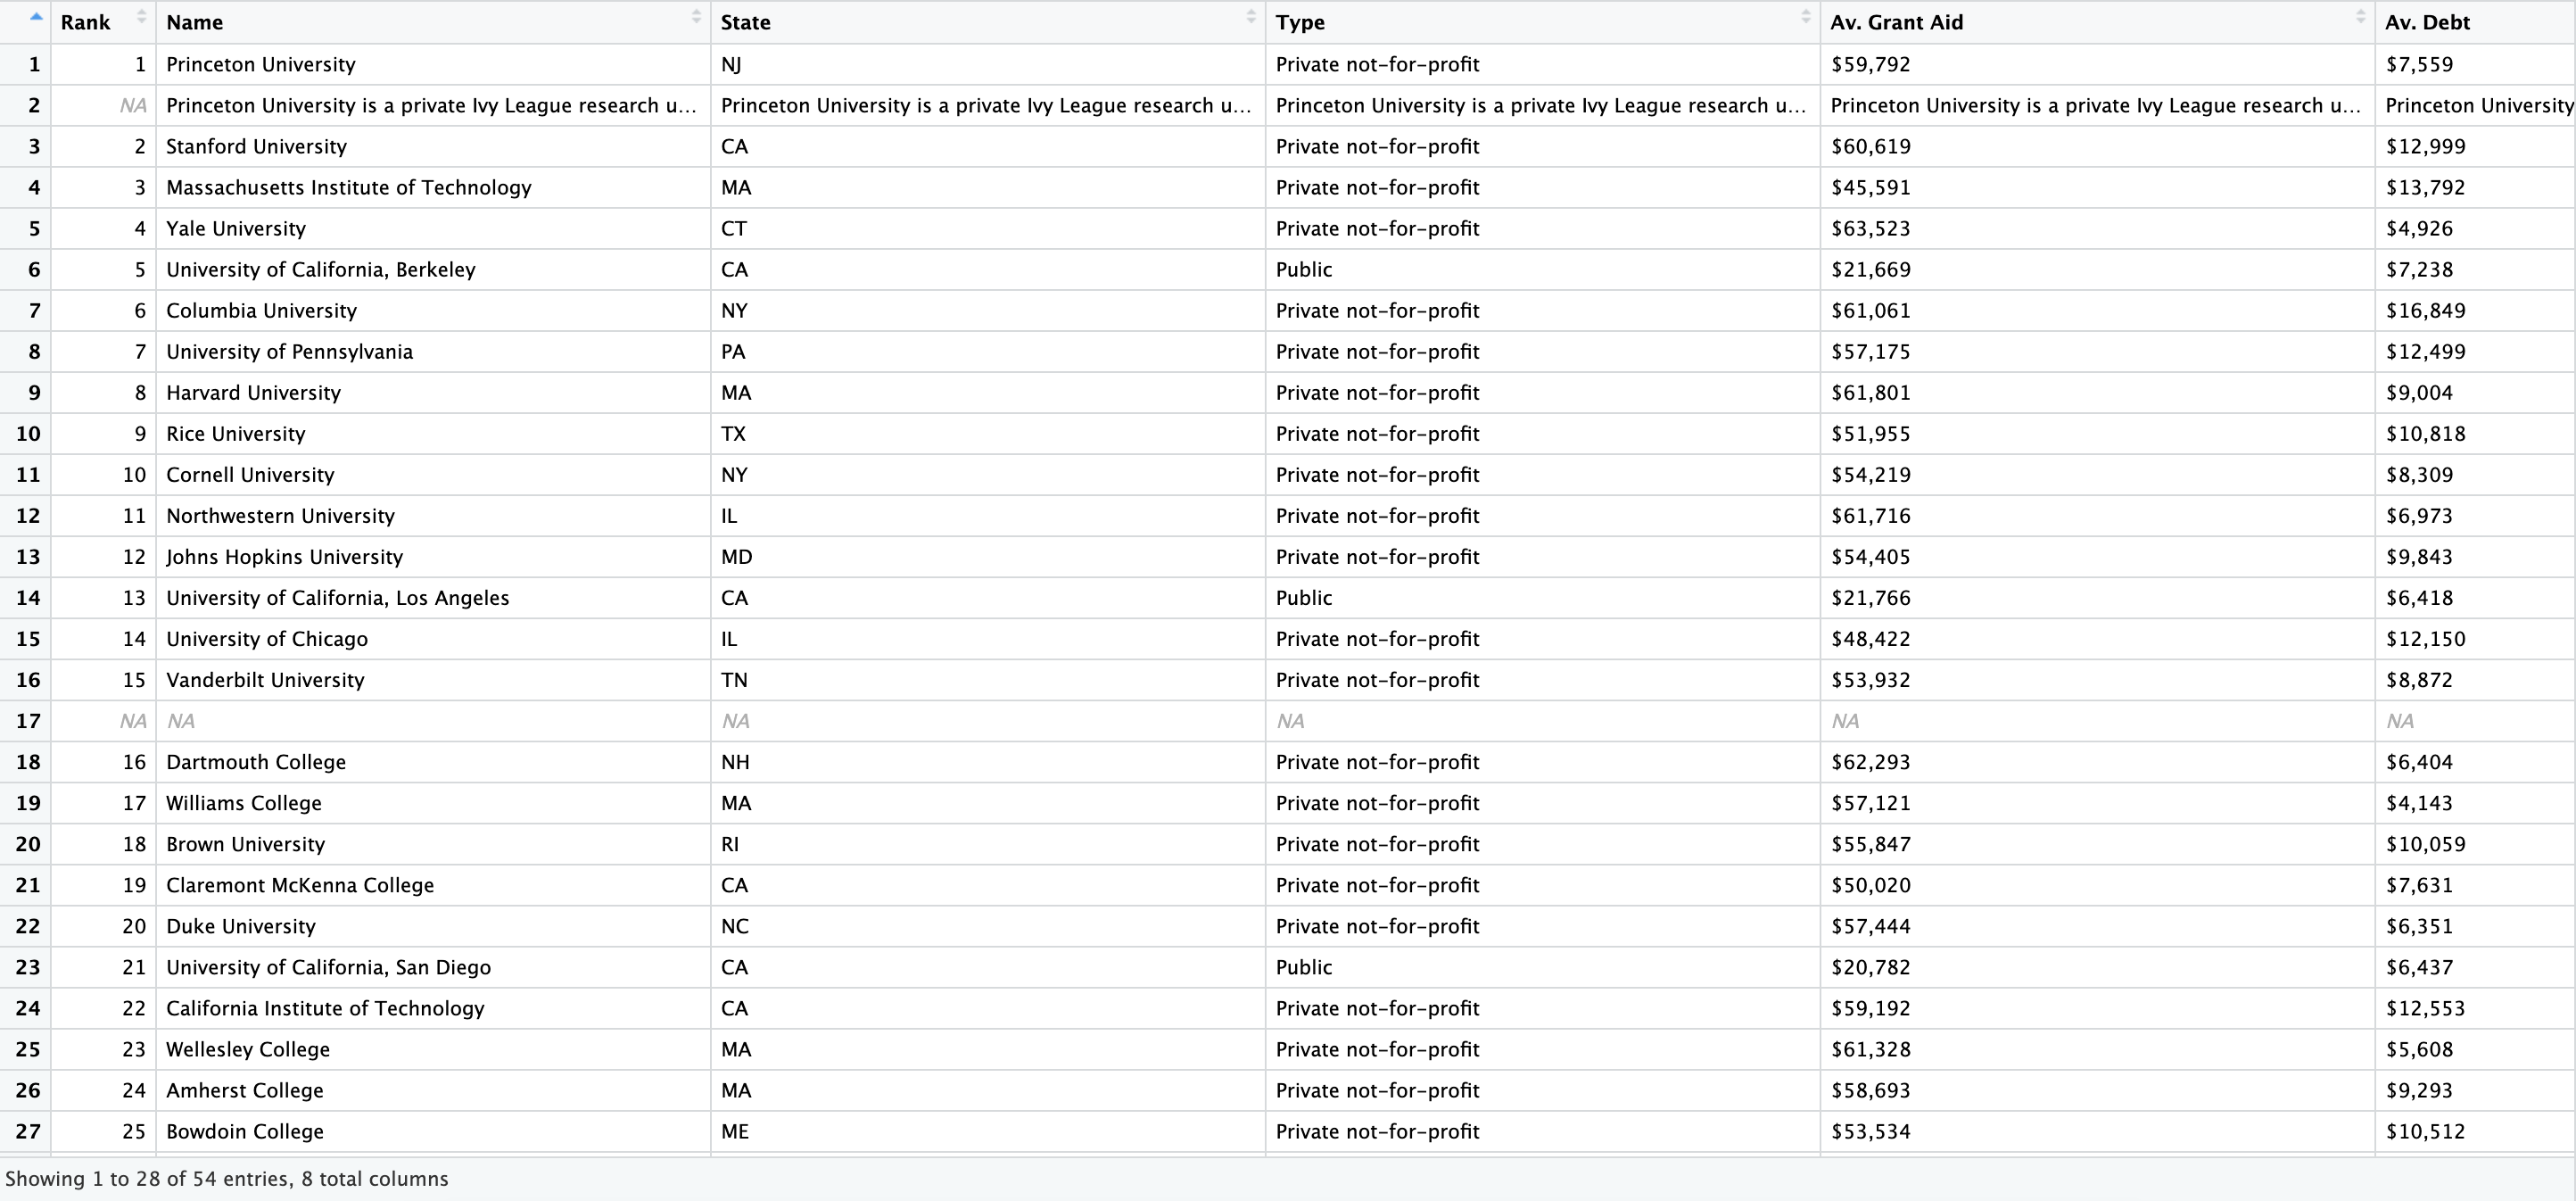 Rank Name State Type Av. Grant Aid Av. Debt
1 1 Princeton University NJ Private not-for-profit $59,792 $7,559
2 NA Princeton University is a private Ivy League research u... Princeton University is a private Ivy League research u... Princeton University is a private Ivy League research u... Princeton University is a private Ivy League research u... Princeton University
3 2 Stanford University CA Private not-for-profit $60,619 $12,999
4 3 Massachusetts Institute of Technology MA Private not-for-profit $45,591 $13,792
5 4 Yale University CT Private not-for-profit $63,523 $4,926
6 5 University of California, Berkeley CA Public $21,669 $7,238
7 6 Columbia University NY Private not-for-profit $61,061 $16,849
8 7 University of Pennsylvania PA Private not-for-profit $57,175 $12,499
9 8 Harvard University MA Private not-for-profit $61,801 $9,004
10 9 Rice University TX Private not-for-profit $51,955 $10,818
11 10 Cornell University NY Private not-for-profit $54,219 $8,309
12 11 Northwestern University IL Private not-for-profit $61,716 $6,973
13 12 Johns Hopkins University MD Private not-for-profit $54,405 $9,843
14 13 University of California, Los Angeles CA Public $21,766 $6,418
15 14 University of Chicago IL Private not-for-profit $48,422 $12,150
16 15 Vanderbilt University TN Private not-for-profit $53,932 $8,872
17 NA NA NA NA NA NA
18 16 Dartmouth College NH Private not-for-profit $62,293 $6,404
19 17 Williams College MA Private not-for-profit $57,121 $4,143
20 18 Brown University RI Private not-for-profit $55,847 $10,059
21 19 Claremont McKenna College CA Private not-for-profit $50,020 $7,631
22 20 Duke University NC Private not-for-profit $57,444 $6,351
23 21 University of California, San Diego CA Public $20,782 $6,437
24 22 California Institute of Technology CA Private not-for-profit $59,192 $12,553
25 23 Wellesley College MA Private not-for-profit $61,328 $5,608
26 24 Amherst College MA Private not-for-profit $58,693 $9,293
27 25 Bowdoin College ME Private not-for-profit $53,534 $10,512
Showing 1 to 28 of 54 entries, 8 total columns